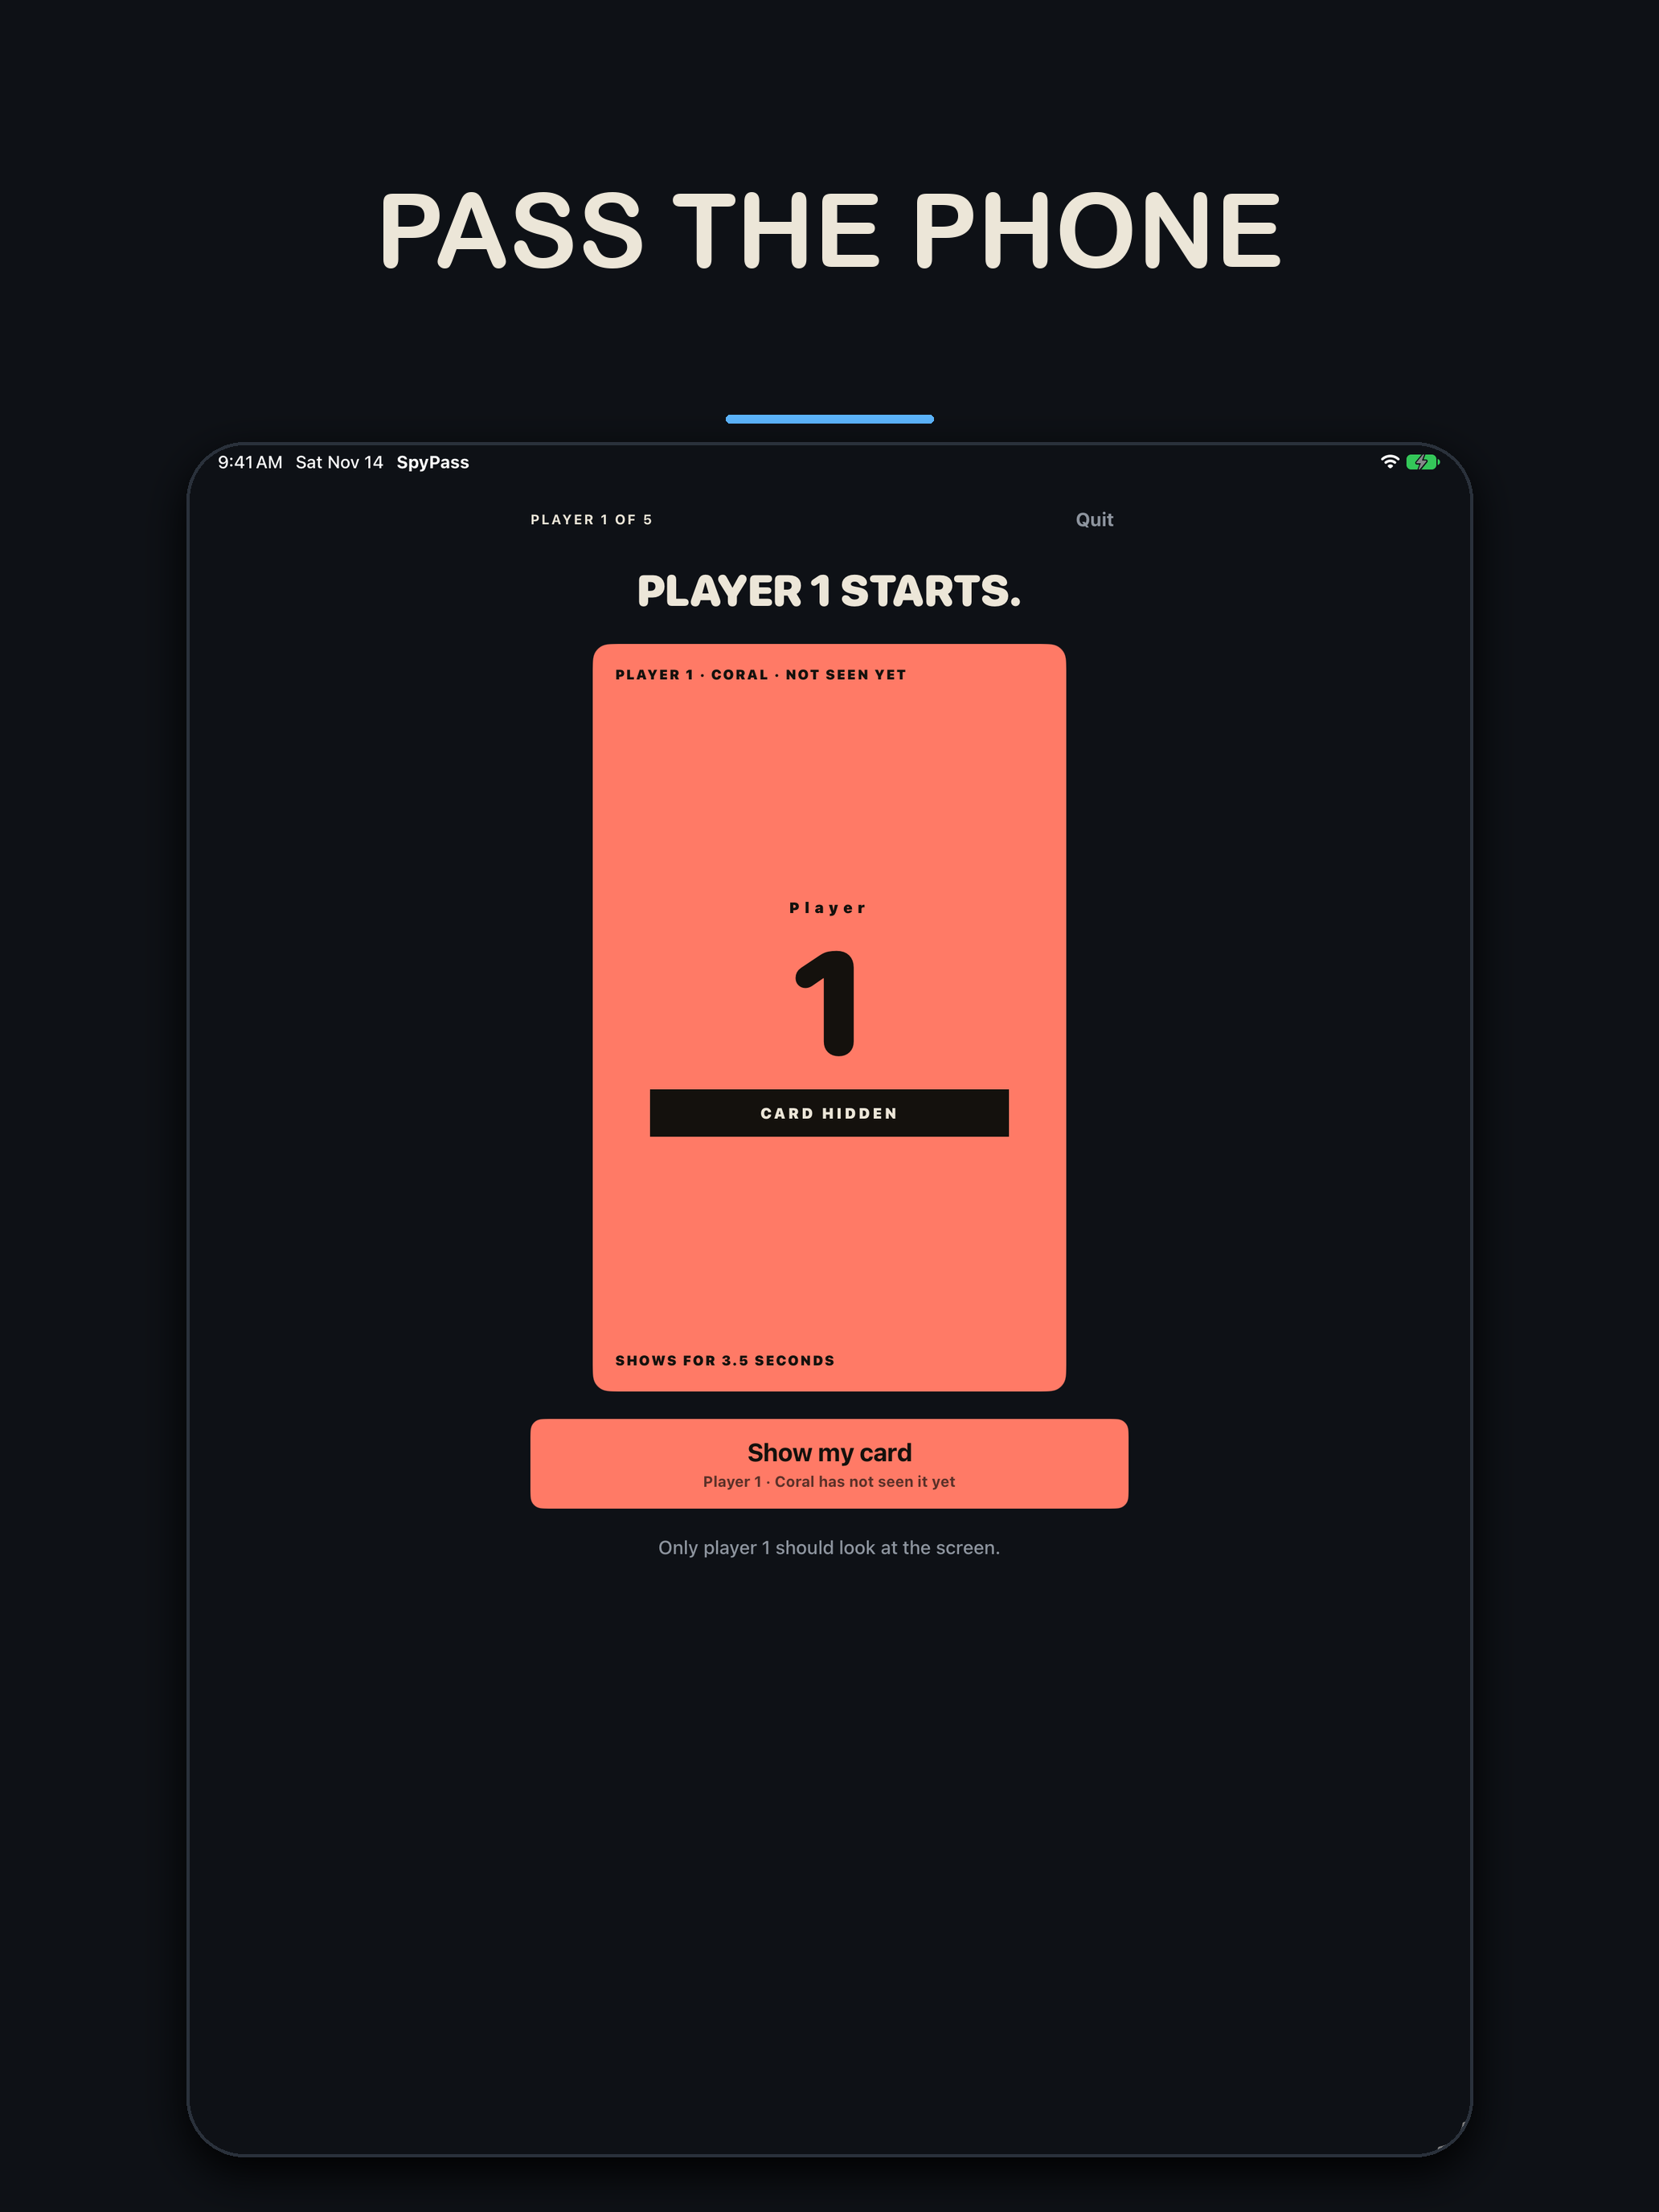 PASS THE PHONE
9:41 AM Sat Nov 14 SpyPass
PLAYER 1 OF 5
Quit
PLAYER 1 STARTS.
PLAYER 1 · CORAL · NOT SEEN YET
Player
1
CARD HIDDEN
SHOWS FOR 3.5 SECONDS
Show my card
Player 1 · Coral has not seen it yet
Only player 1 should look at the screen.